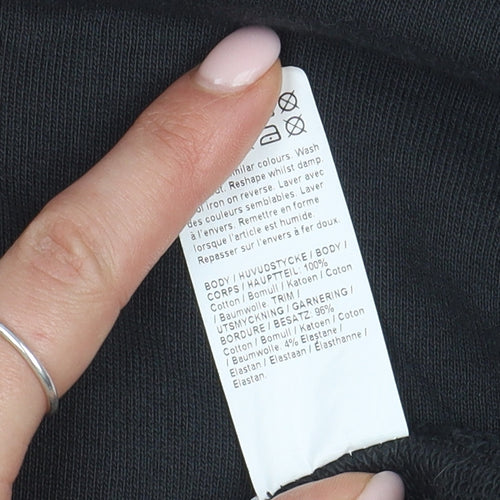 similar colours. Wash
Reshape whilst damp.
iron on reverse. Laver avec
des couleurs semblables. Laver
à l'envers. Remettre en forme
lorsque l'article est humide.
Repasser sur l'envers à fer doux.
BODY / HUVUDSTYCKE / BODY /
CORPS / HAUPTTEIL: 100%
Cotton / Bomull / Katoen / Coton
/ Baumwolle. TRIM /
UTSMYCKNING / GARNERING /
BORDURE / BESATZ: 96%
Cotton / Bomull / Katoen / Coton
/ Baumwolle. 4% Elastane /
Elastan / Elastaan / Élasthanne /
Elastan.